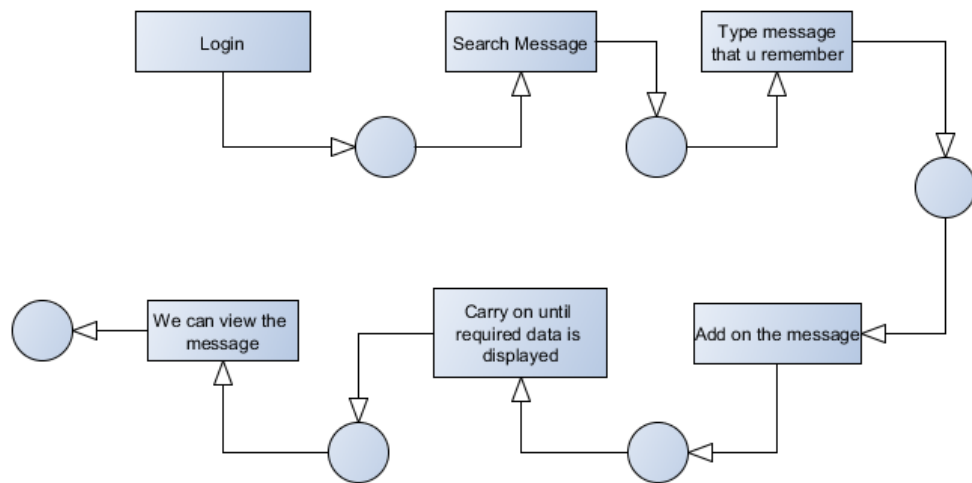 Login
Search Message
Type message
that u remember
Add on the message
Carry on until
required data is
displayed
We can view the
message